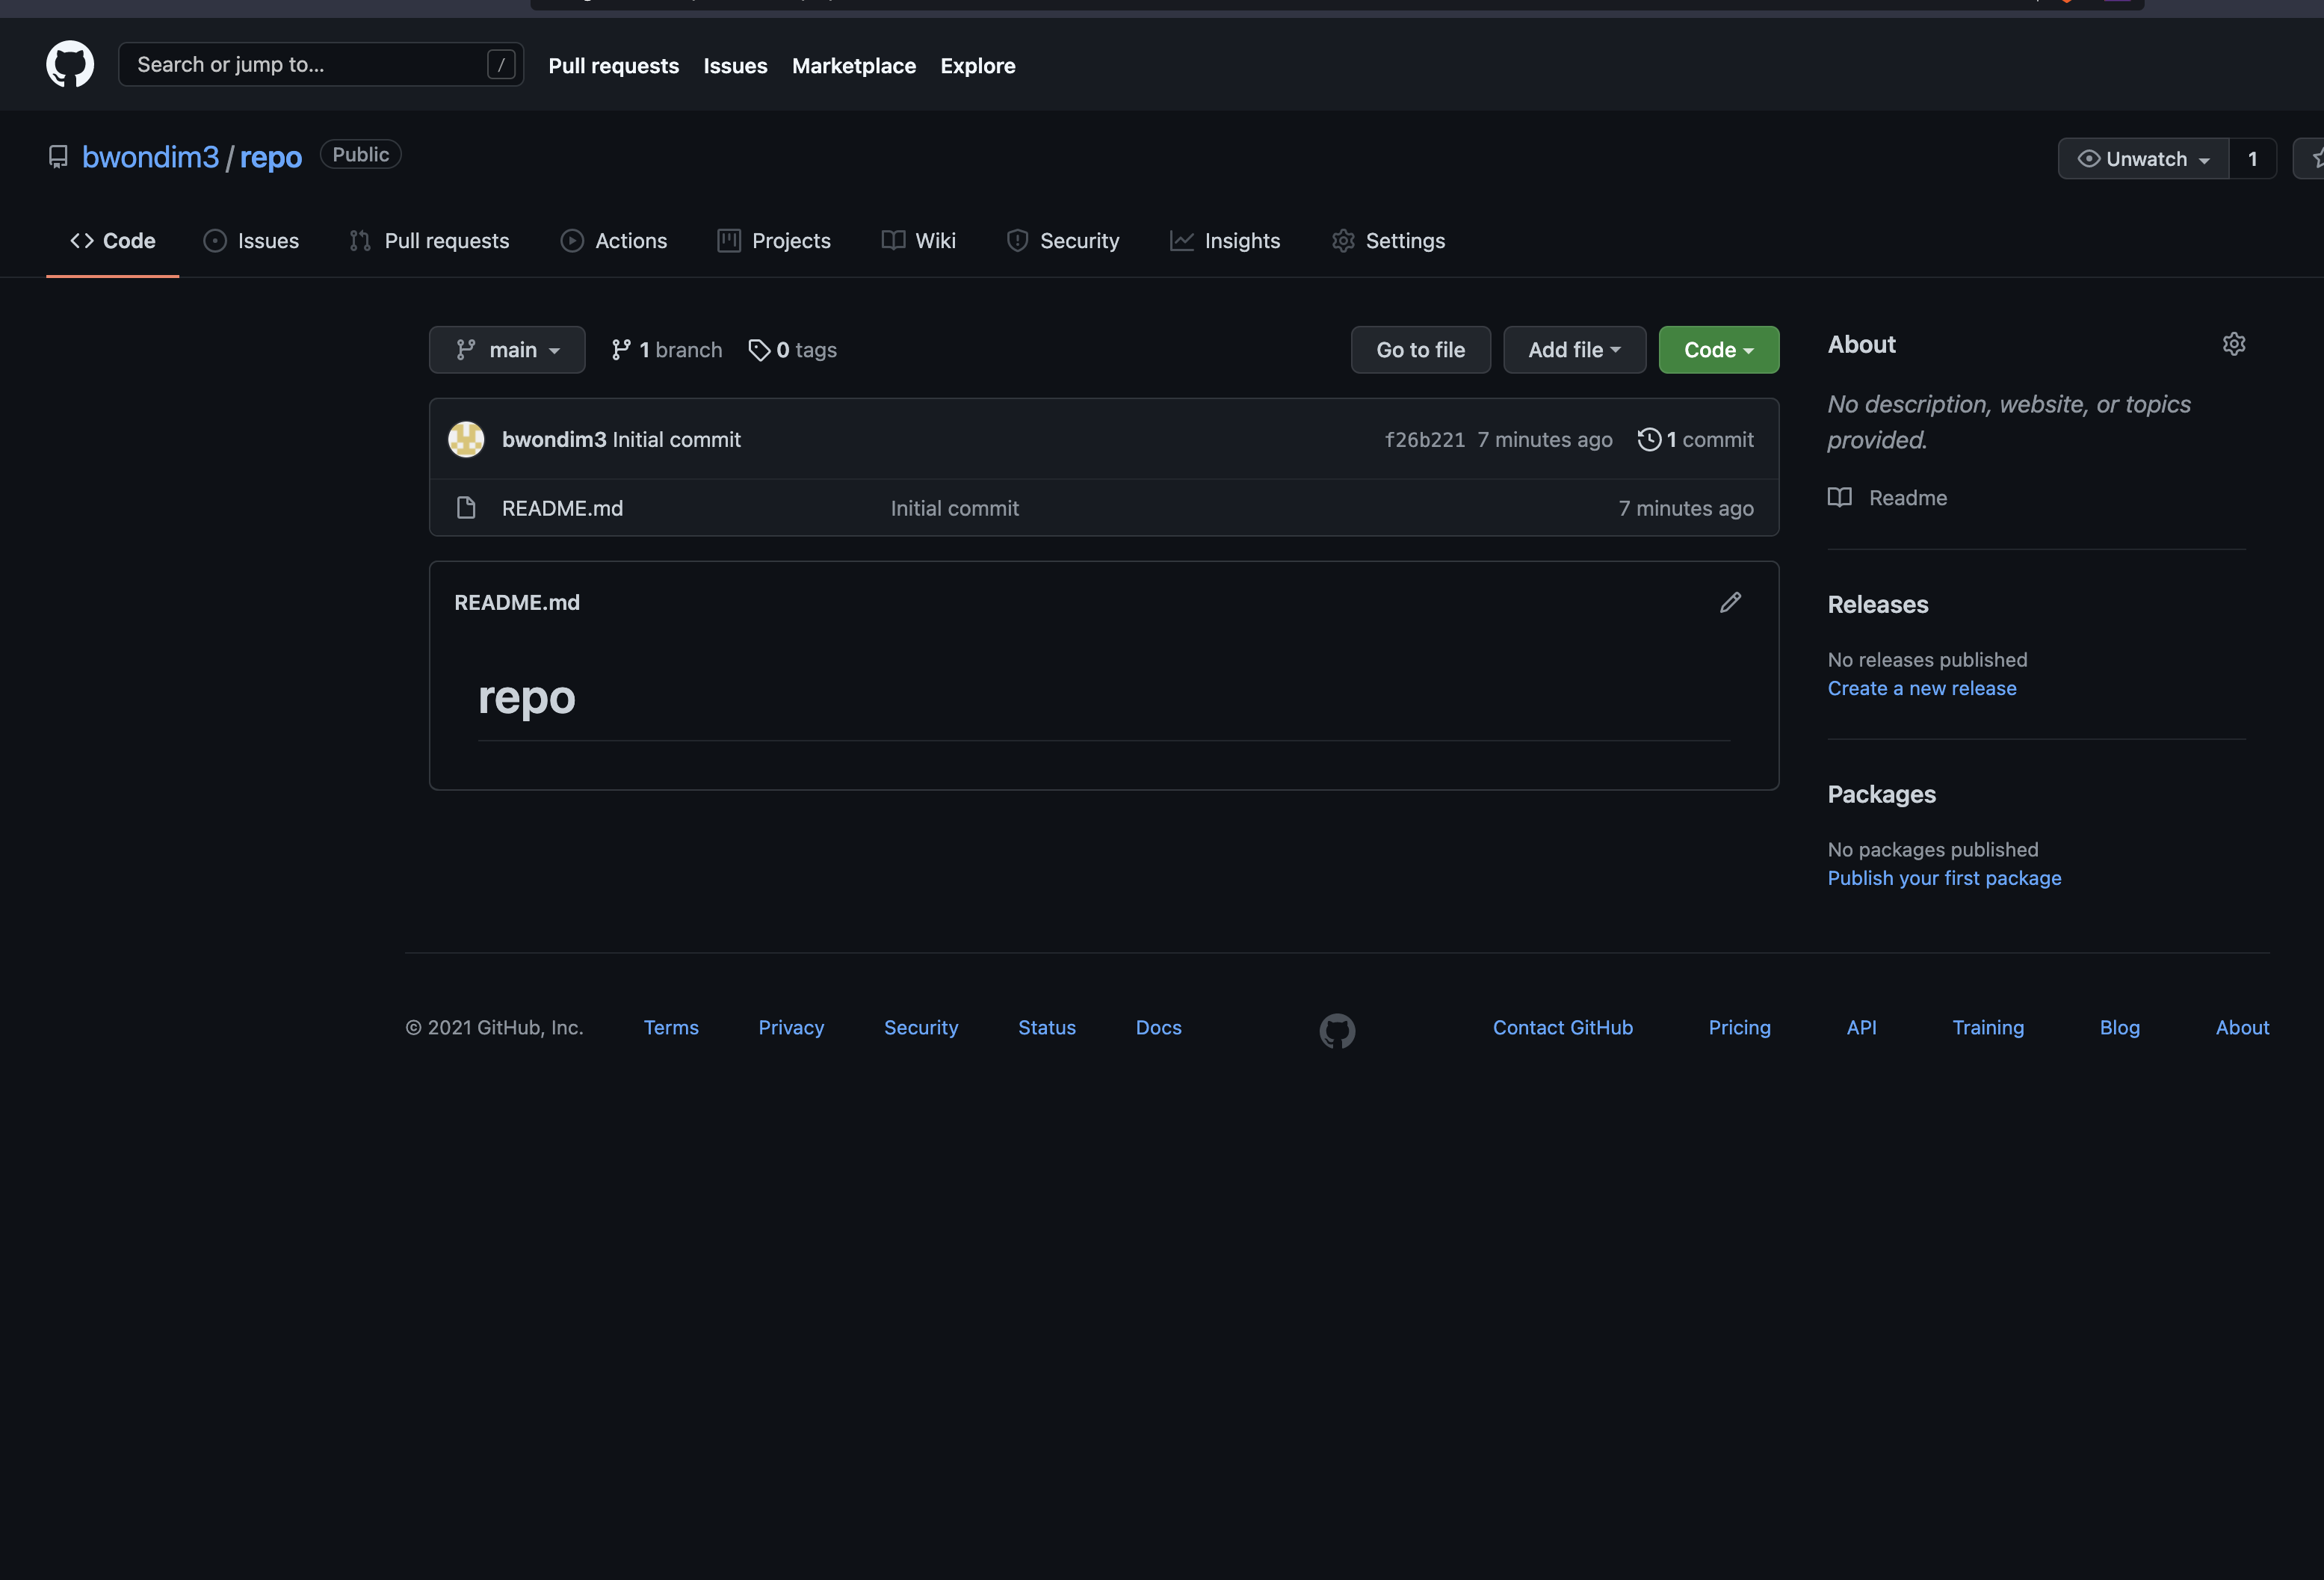 Search or jump to... /
Pull requests Issues Marketplace Explore
bwondim3 / repo Public
Unwatch 1
Code Issues Pull requests Actions Projects Wiki Security Insights Settings
main 1 branch 0 tags
Go to file Add file Code
bwondim3 Initial commit f26b221 7 minutes ago 1 commit
README.md Initial commit 7 minutes ago
README.md
repo
About
No description, website, or topics
provided.
Readme
Releases
No releases published
Create a new release
Packages
No packages published
Publish your first package
© 2021 GitHub, Inc. Terms Privacy Security Status Docs Contact GitHub Pricing API Training Blog About